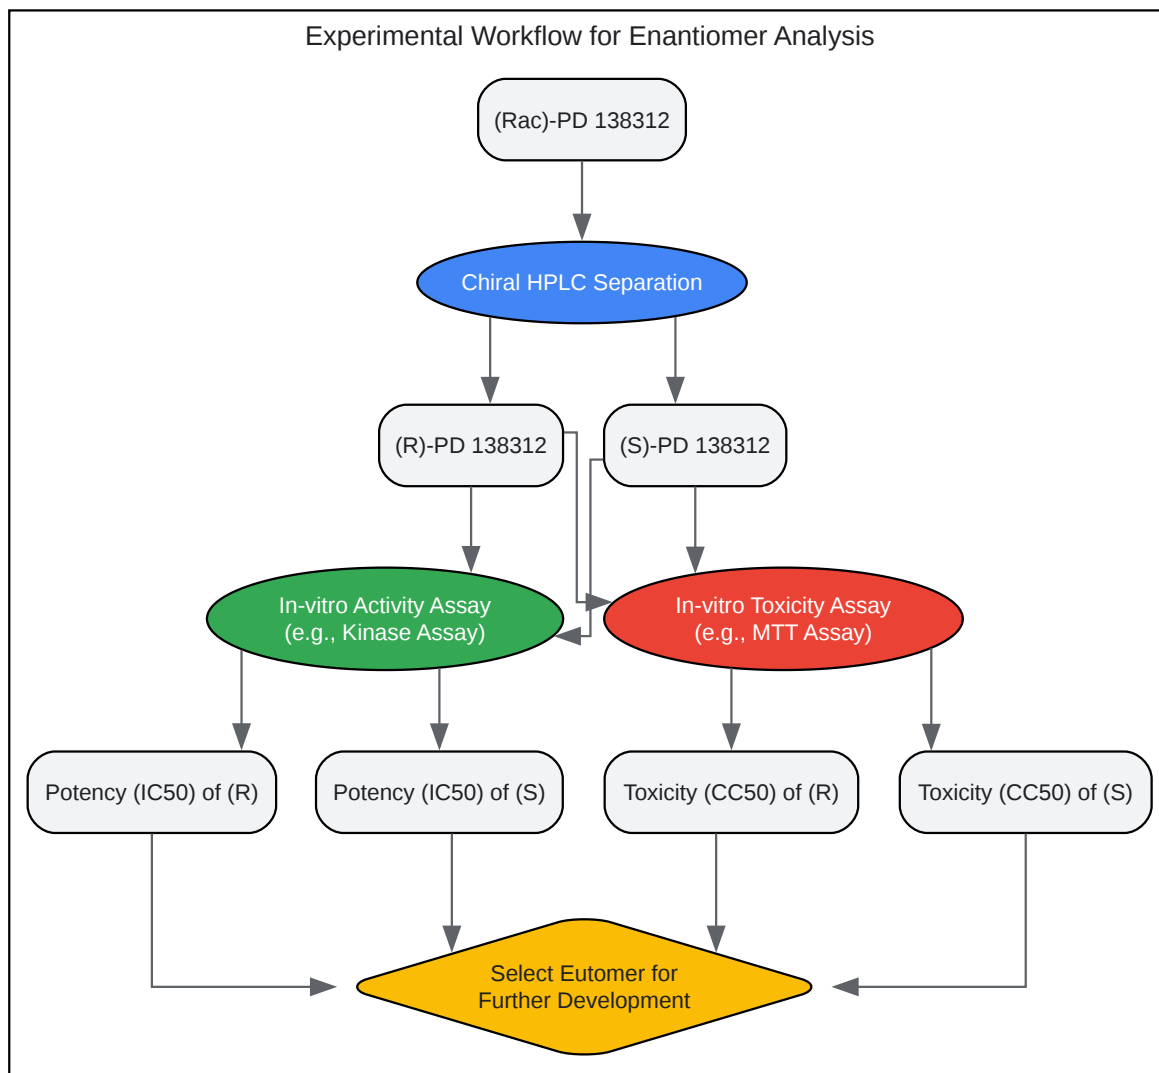 Experimental Workflow for Enantiomer Analysis
(Rac)-PD 138312
Chiral HPLC Separation
(R)-PD 138312
(S)-PD 138312
In-vitro Activity Assay
(e.g., Kinase Assay)
In-vitro Toxicity Assay
(e.g., MTT Assay)
Potency (IC50) of (R)
Potency (IC50) of (S)
Toxicity (CC50) of (R)
Toxicity (CC50) of (S)
Select Eutomer for
Further Development